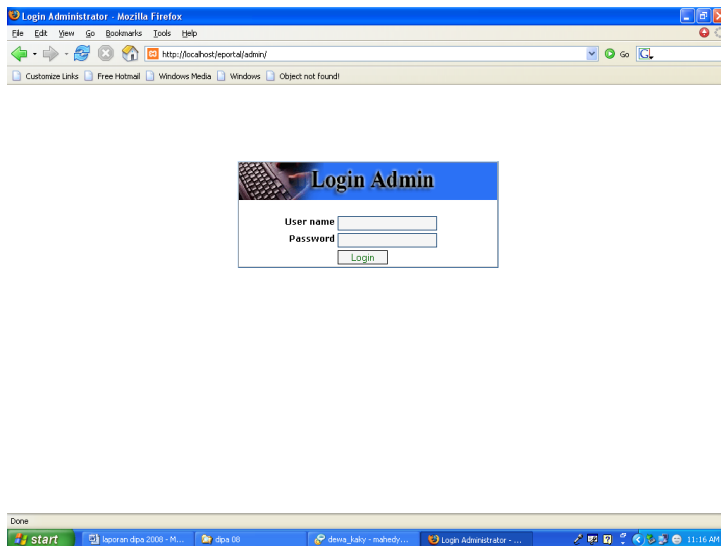 Login Administrator - Mozilla Firefox
File Edit View Go Bookmarks Tools Help
http://localhost/eportal/admin/
Go
G
Customize Links Free Hotmail Windows Media Windows Object not found!
Login Admin
User name
Password
Login
Done
start laporan dipa 2008 - M... dipa 08 dewa_kaky - mahedy... Login Administrator - ... 11:16 AM